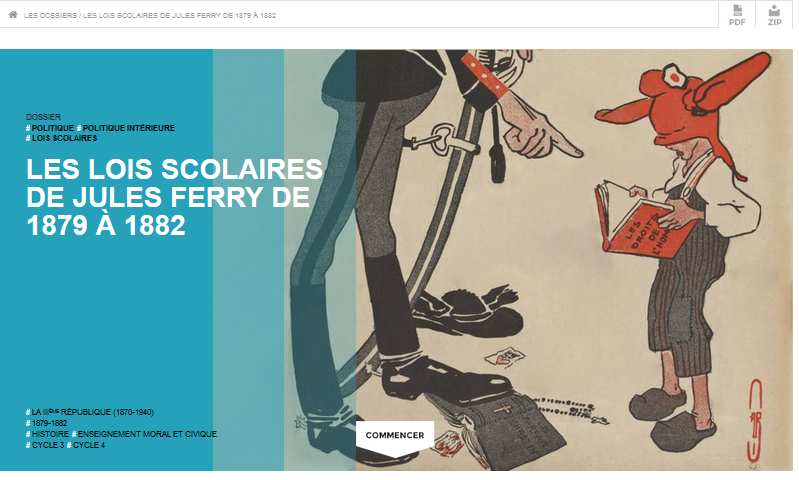 LES DOSSIERS / LES LOIS SCOLAIRES DE JULES FERRY DE 1879 À 1882
PDF
ZIP
DOSSIER
# POLITIQUE # POLITIQUE INTÉRIEURE
# LOIS SCOLAIRES
LES LOIS SCOLAIRES
DE JULES FERRY DE
1879 À 1882
LES
DROITS
DE
L'HOM
# LA IIIÈME RÉPUBLIQUE (1870-1940)
# 1879-1882
# HISTOIRE # ENSEIGNEMENT MORAL ET CIVIQUE
# CYCLE 3 # CYCLE 4
COMMENCER